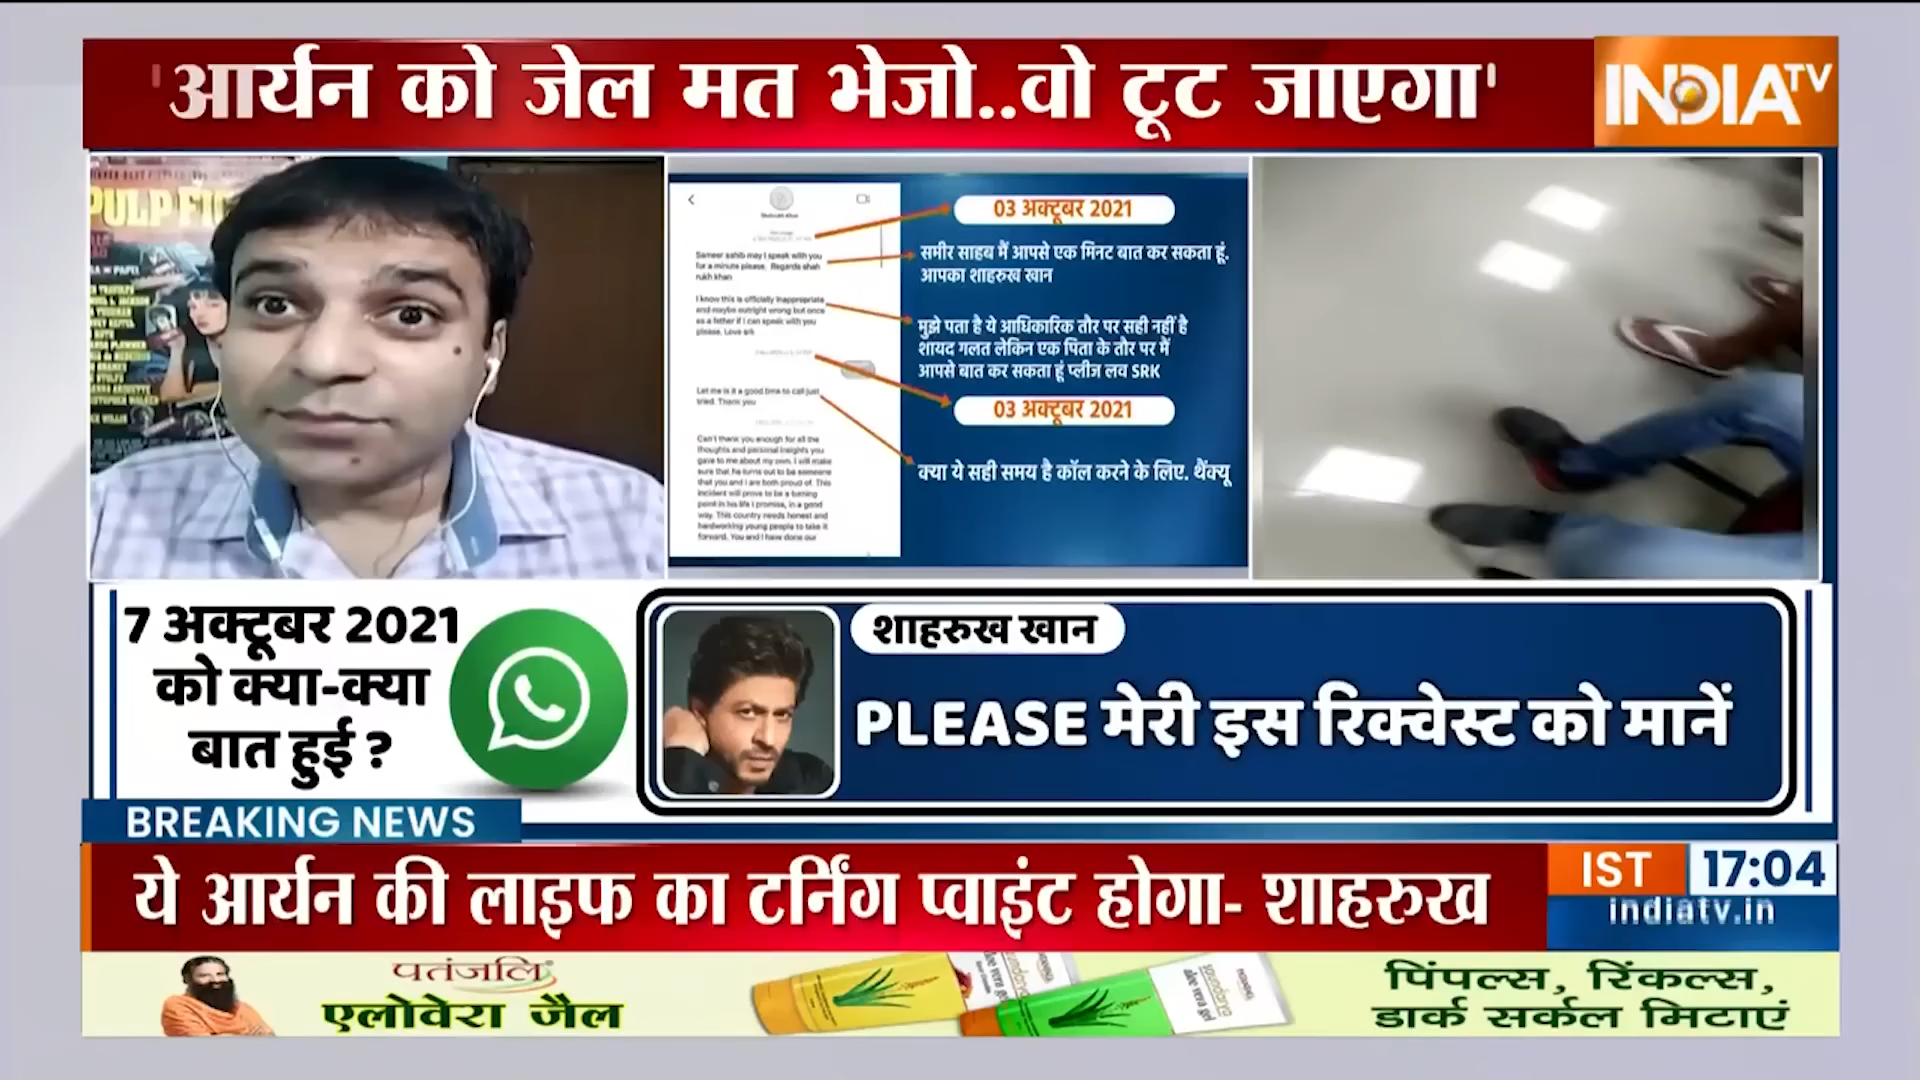 'आर्यन को जेल मत भेजो..वो टूट जाएगा'
INDIA TV
PULP FIC
Sameer sahib may I speak with you
for a minute please. Regards shah
rukh khan
I know this is officially inappropriate
and maybe outright wrong but once
as a father if I can speak with you
please. Love srk
Let me is it a good time to call just
tried. Thank you
Can't thank you enough for all the
thoughts and personal insights you
gave to me about my own. I will make
sure that he turns out to be someone
that you and I are both proud of. This
incident will prove to be a turning
point in his life I promise, in a good
way. This country needs honest and
hardworking young people to take it
forward. You and I have done our
03 अक्टूबर 2021
समीर साहब मैं आपसे एक मिनट बात कर सकता हूं.
आपका शाहरुख खान
मुझे पता है ये आधिकारिक तौर पर सही नहीं है
शायद गलत लेकिन एक पिता के तौर पर में
आपसे बात कर सकता हूं प्लीज लव SRK
03 अक्टूबर 2021
क्या ये सही समय है कॉल करने के लिए. थैंक्यू
7 अक्टूबर 2021
को क्या-क्या
बात हुई ?
शाहरुख खान
PLEASE मेरी इस रिक्वेस्ट को मानें
BREAKING NEWS
ये आर्यन की लाइफ का टर्निंग प्वाइंट होगा- शाहरुख
IST 17:04
indiatv.in
पतंजलि
एलोवेरा जैल
पिंपल्स, रिंकल्स,
डार्क सर्कल मिटाएं